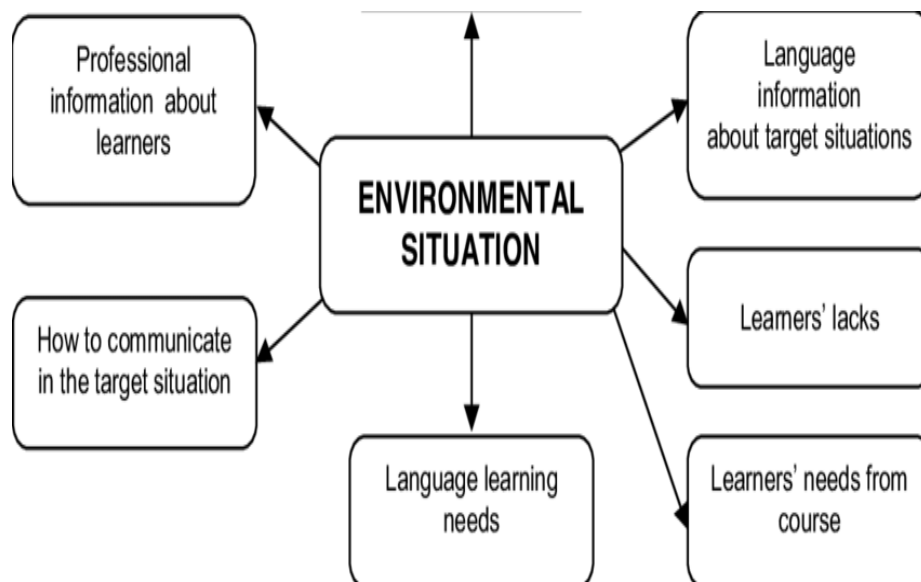 Professional
information about
learners
Language
information
about target situations
ENVIRONMENTAL
SITUATION
How to communicate
in the target situation
Learners' lacks
Language learning
needs
Learners' needs from
course